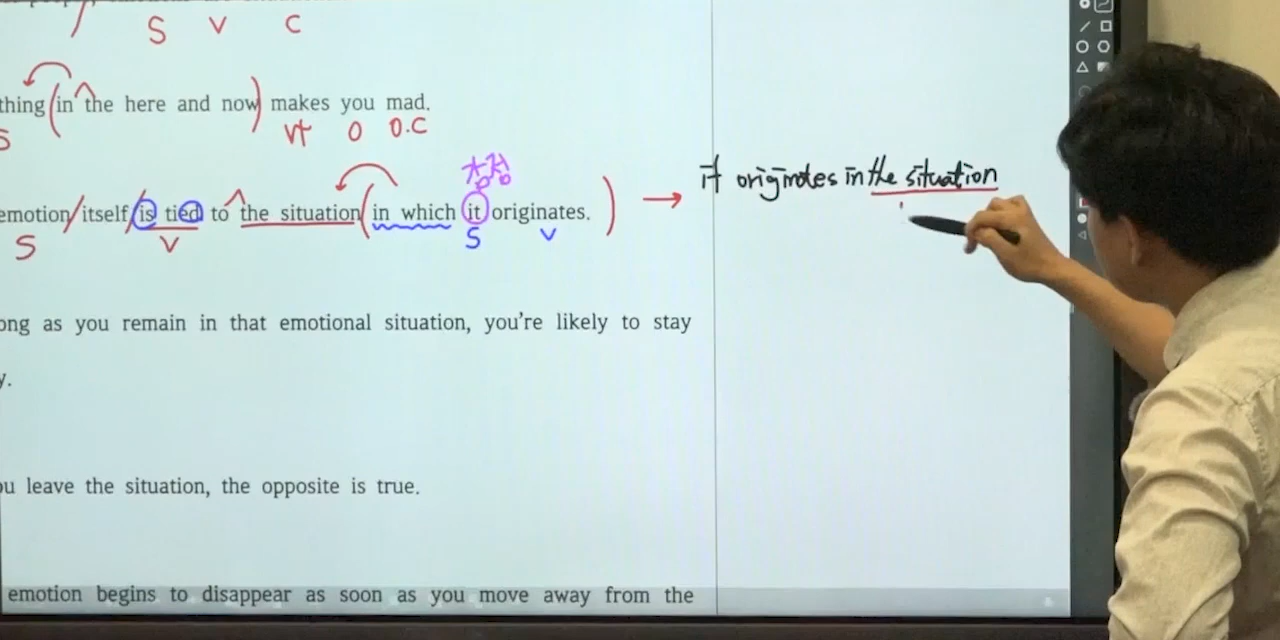 S V C
thing (in the here and now) makes you mad.
S vt O O.C
감정
it originates in the situation
emotion/itself/is tied to the situation (in which it originates.) →
S V S V
long as you remain in that emotional situation, you're likely to stay
y.
ou leave the situation, the opposite is true.
emotion begins to disappear as soon as you move away from the